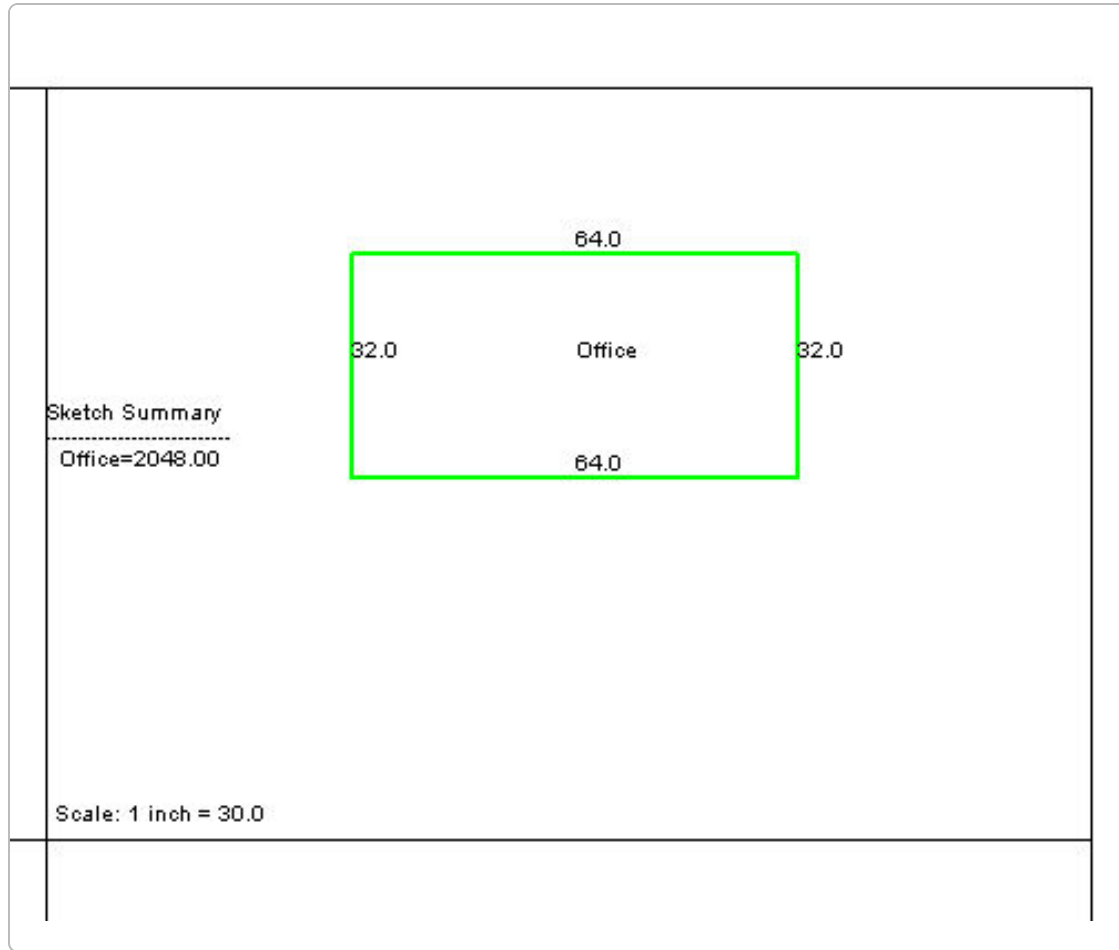 64.0
32.0 Office 32.0
Sketch Summary
Office=2048.00
64.0
Scale: 1 inch = 30.0